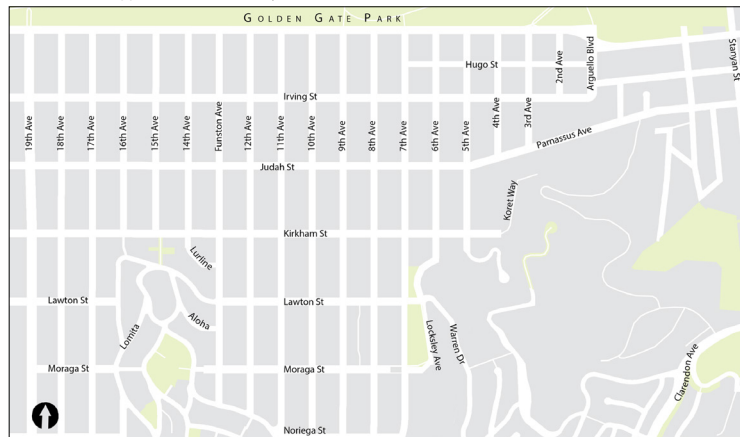 GOLDEN GATE PARK
Hugo St
2nd Ave
Arguello Blvd
Stanyan St
Irving St
19th Ave
18th Ave
17th Ave
16th Ave
15th Ave
14th Ave
Funston Ave
12th Ave
11th Ave
10th Ave
9th Ave
8th Ave
7th Ave
6th Ave
5th Ave
4th Ave
3rd Ave
Parnassus Ave
Judah St
Koret Way
Kirkham St
Lurline
Lawton St
Lawton St
Aloha
Lomita
Locksley Ave
Warren Dr
Moraga St
Moraga St
Clarendon Ave
Noriega St